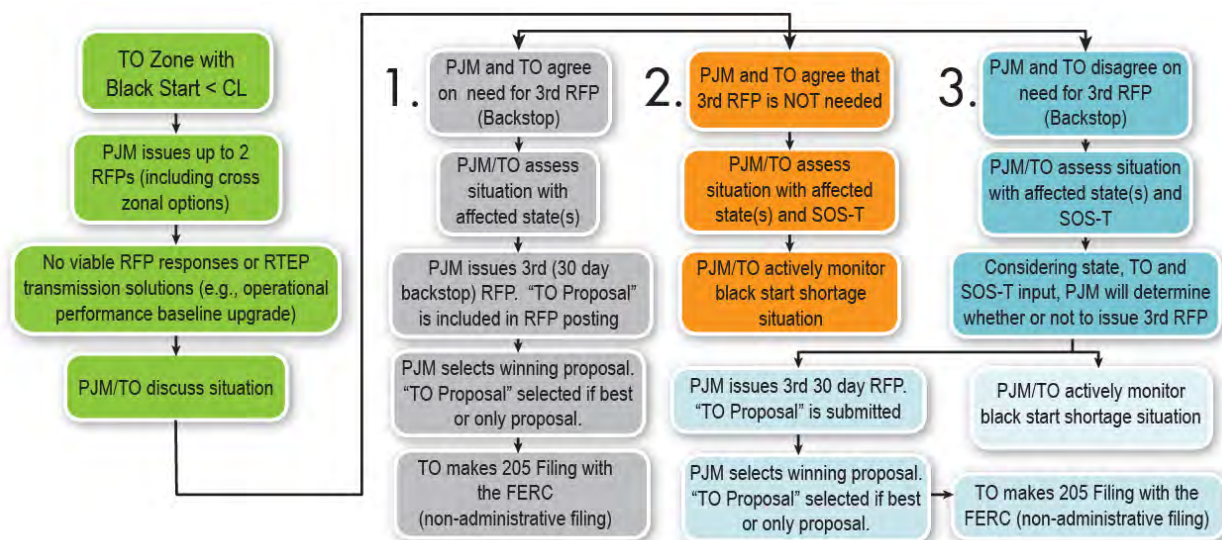 TO Zone with
Black Start < CL
PJM issues up to 2
RFPs (including cross
zonal options)
No viable RFP responses or RTEP
transmission solutions (e.g., operational
performance baseline upgrade)
PJM/TO discuss situation
1.
PJM and TO agree
on need for 3rd RFP
(Backstop)
PJM/TO assess
situation with
affected state(s)
PJM issues 3rd (30 day
backstop) RFP. “TO Proposal”
is included in RFP posting
PJM selects winning proposal.
“TO Proposal” selected if best
or only proposal.
TO makes 205 Filing with
the FERC
(non-administrative filing)
2.
PJM and TO agree that
3rd RFP is NOT needed
PJM/TO assess
situation with affected
state(s) and SOS-T
PJM/TO actively monitor
black start shortage
situation
3.
PJM and TO disagree on
need for 3rd RFP
(Backstop)
PJM/TO assess situation
with affected state(s) and
SOS-T
Considering state, TO and
SOS-T input, PJM will determine
whether or not to issue 3rd RFP
PJM issues 3rd 30 day RFP.
“TO Proposal” is submitted
PJM selects winning proposal.
“TO Proposal” selected if best
or only proposal.
TO makes 205 Filing with the
FERC (non-administrative filing)
PJM/TO actively monitor
black start shortage situation